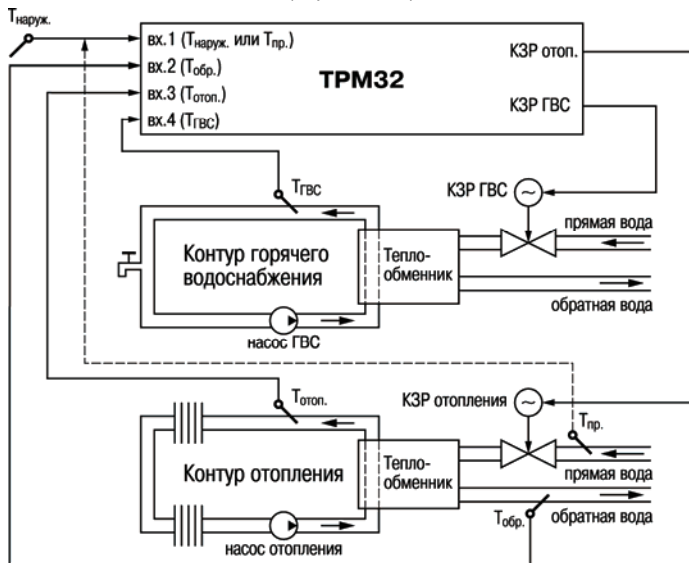 Tнаруж.
вх.1 (Tнаруж. или Tпр.)
вх.2 (Tобр.)
вх.3 (Tотоп.)
вх.4 (TГВС)
ТРМ32
КЗР отоп.
КЗР ГВС
TГВС
КЗР ГВС
прямая вода
Контур горячего
водоснабжения
Тепло-
обменник
обратная вода
насос ГВС
Tотоп.
КЗР отопления
Tпр.
Контур отопления
Тепло-
обменник
прямая вода
Tобр.
обратная вода
насос отопления